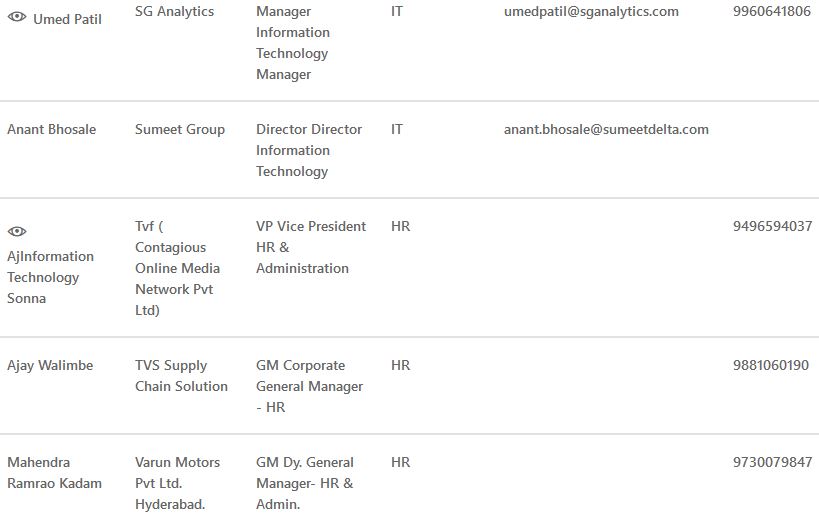 Umed Patil
SG Analytics
Manager
Information
Technology
Manager
IT
umedpatil@sganalytics.com
9960641806
Anant Bhosale
Sumeet Group
Director Director
Information
Technology
IT
anant.bhosale@sumeetdelta.com
AjInformation
Technology
Sonna
Tvf (
Contagious
Online Media
Network Pvt
Ltd)
VP Vice President
HR &
Administration
HR
9496594037
Ajay Walimbe
TVS Supply
Chain Solution
GM Corporate
General Manager
- HR
HR
9881060190
Mahendra
Ramrao Kadam
Varun Motors
Pvt Ltd.
Hyderabad.
GM Dy. General
Manager- HR &
Admin.
HR
9730079847